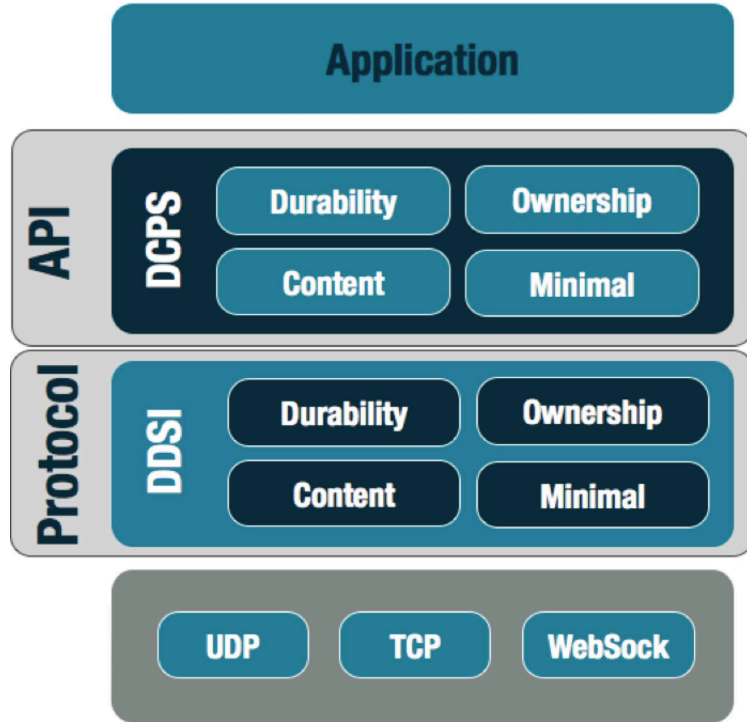 Application
API
DCPS
Durability
Ownership
Content
Minimal
Protocol
DDSI
Durability
Ownership
Content
Minimal
UDP
TCP
WebSock